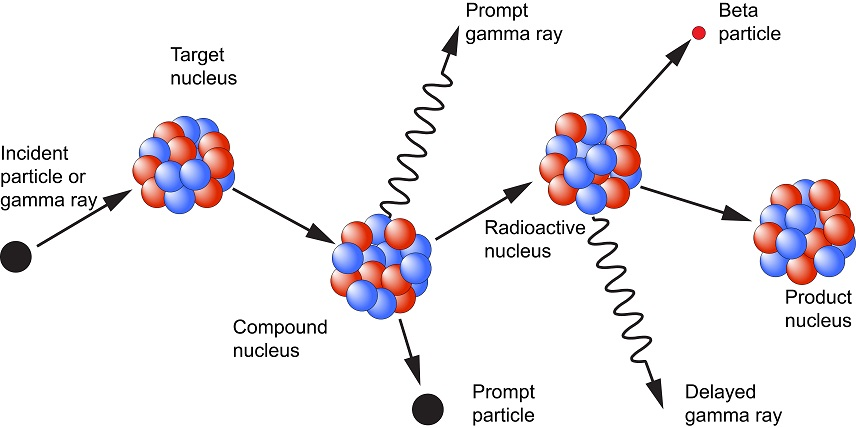 Incident
particle or
gamma ray
Target
nucleus
Compound
nucleus
Prompt
gamma ray
Prompt
particle
Radioactive
nucleus
Beta
particle
Delayed
gamma ray
Product
nucleus